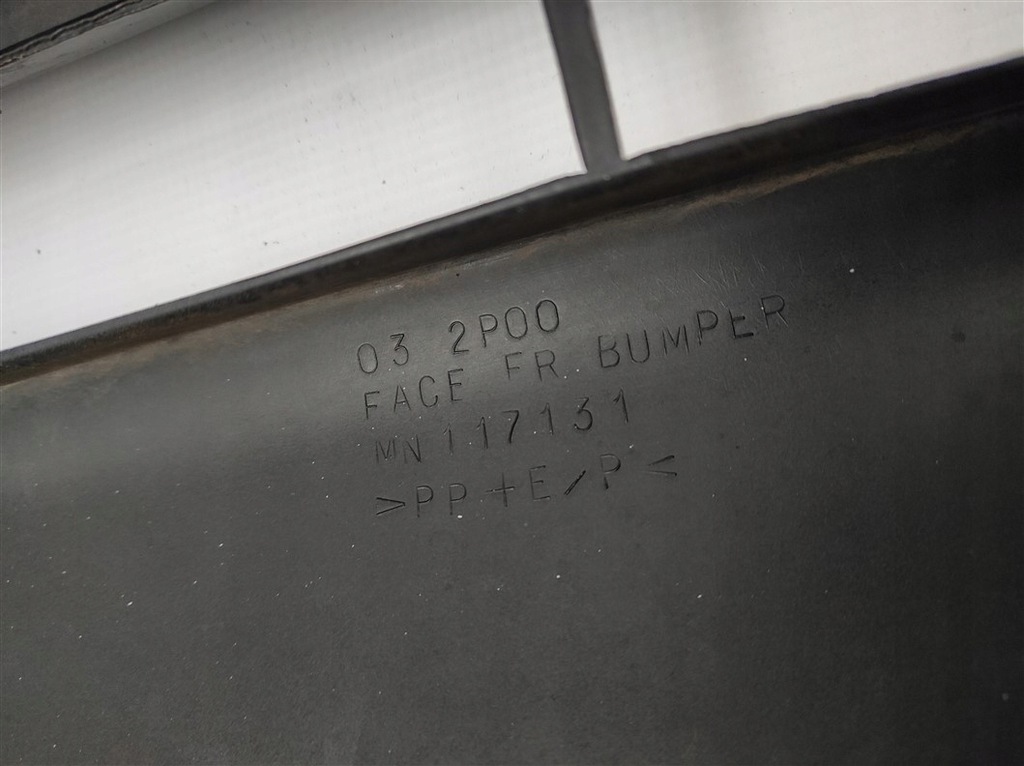 03 2P00
FACE FR BUMPER
MN117131
>PP+E/P<